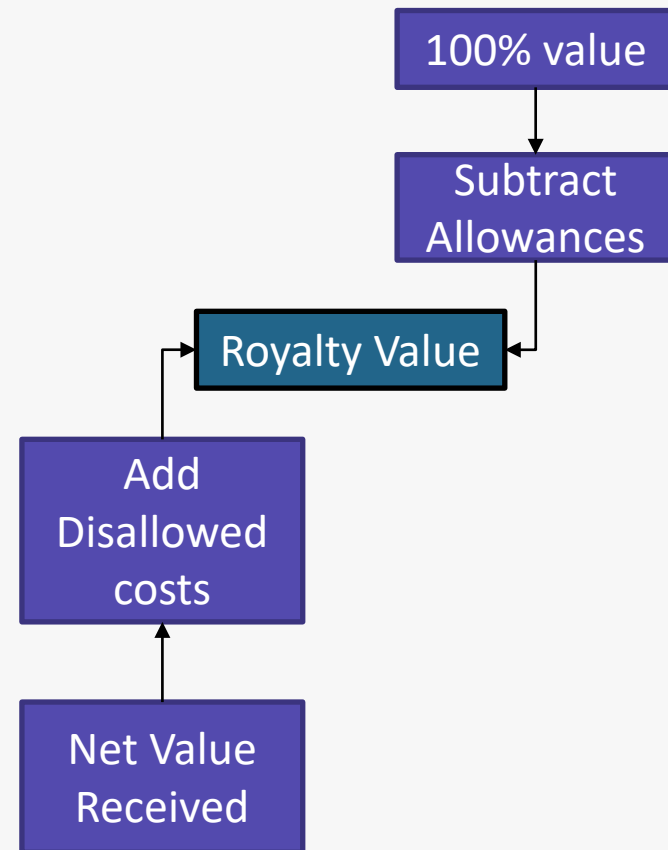 100% value
Subtract
Allowances
Royalty Value
Add
Disallowed
costs
Net Value
Received